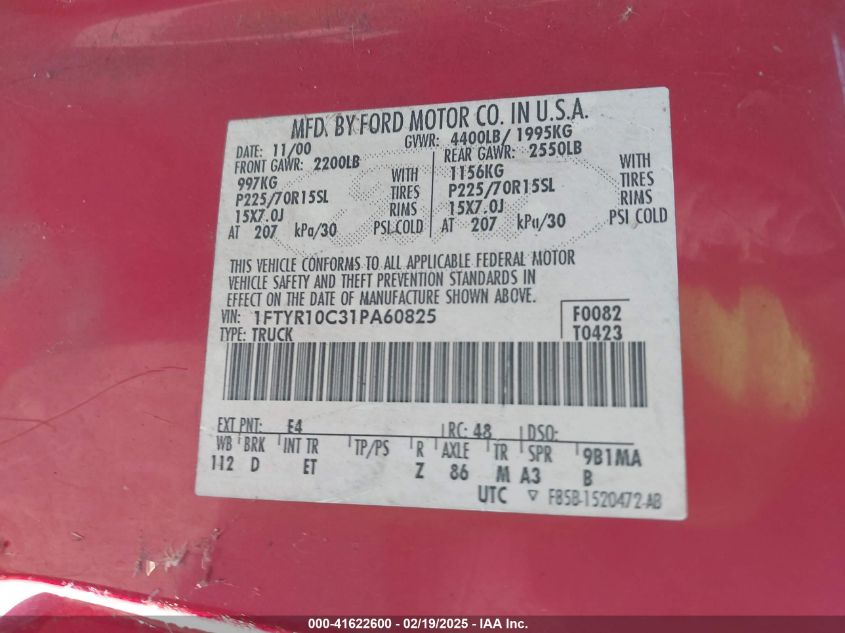 MFD. BY FORD MOTOR CO. IN U.S.A.
DATE: 11/00 GVWR: 4400LB/ 1995KG
FRONT GAWR: 2200LB REAR GAWR: 2550LB
997KG WITH 1156KG WITH
P225/70R15SL TIRES P225/70R15SL TIRES
15X7.0J RIMS 15X7.0J RIMS
AT 207 kPa/30 PSI COLD AT 207 kPa/30 PSI COLD
THIS VEHICLE CONFORMS TO ALL APPLICABLE FEDERAL MOTOR
VEHICLE SAFETY AND THEFT PREVENTION STANDARDS IN
EFFECT ON THE DATE OF MANUFACTURE SHOWN ABOVE.
VIN: 1FTYR10C31PA60825 F0082
TYPE: TRUCK T0423
EXT PNT: E4 RC: 48 DSO:
WB BRK INT TR TP/PS R AXLE TR SPR 9B1MA
112 D ET Z 86 M A3 B
UTC ▽ F85B-1520472-AB
000-41622600 - 02/19/2025 - IAA Inc.